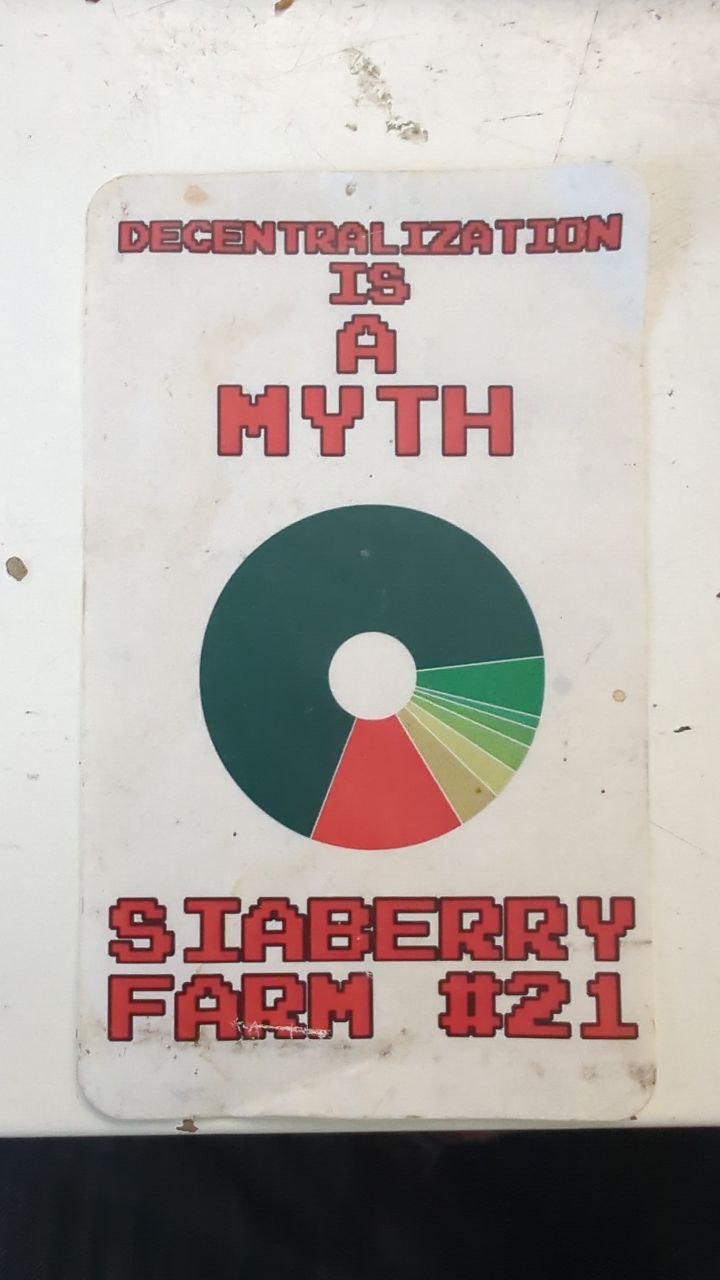 DECENTRALIZATION
IS
A
MYTH
SIABERRY
FARM #21